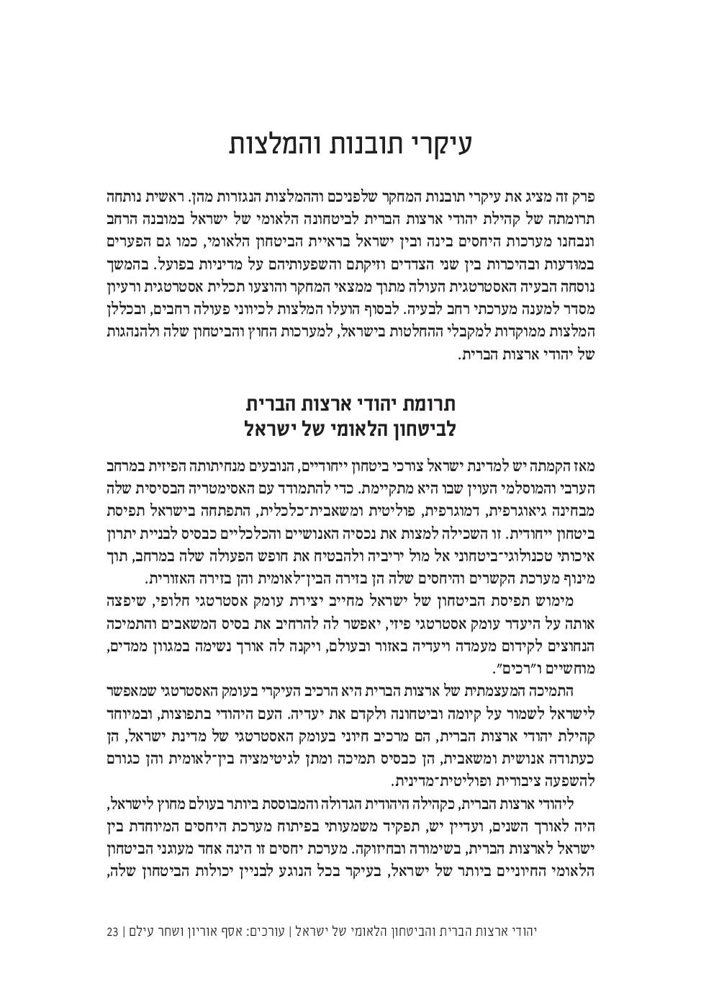 עיקרי תובנות והמלצות
פרק זה מציג את עיקרי תובנות המחקר שלפניכם וההמלצות הנגזרות מהן. ראשית נותחה
תרומתה של קהילת יהודי ארצות הברית לביטחונה הלאומי של ישראל במובנה הרחב
ונבחנו מערכות היחסים בינה ובין ישראל בראיית הביטחון הלאומי, כמו גם הפערים
במודעות ובהיכרות בין שני הצדדים וזיקתם והשפעותיהם על מדיניות בפועל. בהמשך
נוסחה הבעיה האסטרטגית העולה מתוך ממצאי המחקר והוצעו תכלית אסטרטגית ורעיון
מסדר למענה מערכתי רחב לבעיה. לבסוף הועלו המלצות לכיווני פעולה רחבים, ובכללן
המלצות ממוקדות למקבלי ההחלטות בישראל, למערכות החוץ והביטחון שלה ולהנהגות
של יהודי ארצות הברית.
תרומת יהודי ארצות הברית
לביטחון הלאומי של ישראל
מאז הקמתה יש למדינת ישראל צורכי ביטחון ייחודיים, הנובעים מנחיתותה הפיזית במרחב
הערבי והמוסלמי העוין שבו היא מתקיימת. כדי להתמודד עם האסימטריה הבסיסית שלה
מבחינה גיאוגרפית, דמוגרפית, פוליטית ומשאבית־כלכלית, התפתחה בישראל תפיסת
ביטחון ייחודית. זו השכילה למצות את נכסיה האנושיים והכלכליים כבסיס לבניית יתרון
איכותי טכנולוגי־ביטחוני אל מול יריביה ולהבטיח את חופש הפעולה שלה במרחב, תוך
מינוף מערכת הקשרים והיחסים שלה הן בזירה הבין־לאומית והן בזירה האזורית.
מימוש תפיסת הביטחון של ישראל מחייב יצירת עומק אסטרטגי חלופי, שיפצה
אותה על היעדר עומק אסטרטגי פיזי, יאפשר לה להרחיב את בסיס המשאבים והתמיכה
הנחוצים לקידום מעמדה ויעדיה באזור ובעולם, ויקנה לה אורך נשימה במגוון ממדים,
מוחשיים ו"רכים".
התמיכה המעצמתית של ארצות הברית היא הרכיב העיקרי בעומק האסטרטגי שמאפשר
לישראל לשמור על קיומה וביטחונה ולקדם את יעדיה. העם היהודי בתפוצות, ובמיוחד
קהילת יהודי ארצות הברית, הם מרכיב חיוני בעומק האסטרטגי של מדינת ישראל, הן
כעתודה אנושית ומשאבית, הן כבסיס תמיכה ומתן לגיטימציה בין־לאומית והן כגורם
להשפעה ציבורית ופוליטית־מדינית.
ליהודי ארצות הברית, כקהילה היהודית הגדולה והמבוססת ביותר בעולם מחוץ לישראל,
היה לאורך השנים, ועדיין יש, תפקיד משמעותי בפיתוח מערכת היחסים המיוחדת בין
ישראל לארצות הברית, בשימורה ובחיזוקה. מערכת יחסים זו הינה אחד מעוגני הביטחון
הלאומי החיוניים ביותר של ישראל, בעיקר בכל הנוגע לבניין יכולות הביטחון שלה,
יהודי ארצות הברית והביטחון הלאומי של ישראל | עורכים: אסף אוריון ושחר עילם | 23